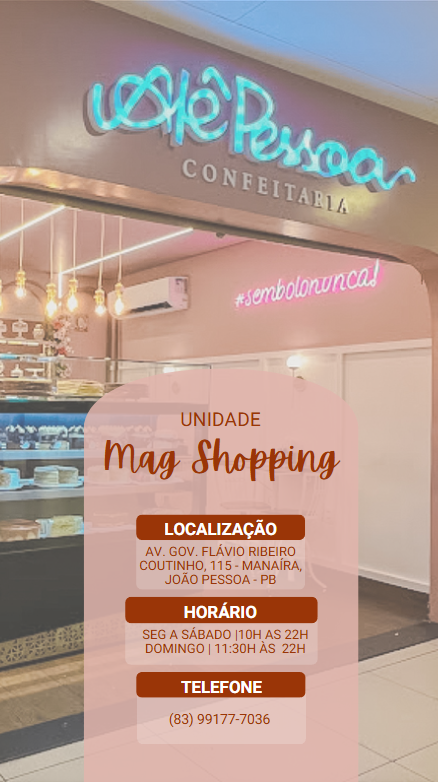 Pessoa
CONFEITARIA
#sembolonunca!
UNIDADE
Mag Shopping
LOCALIZAÇÃO
AV. GOV. FLÁVIO RIBEIRO
COUTINHO, 115 - MANAÍRA,
JOÃO PESSOA - PB
HORÁRIO
SEG A SÁBADO |10H AS 22H
DOMINGO | 11:30H ÀS 22H
TELEFONE
(83) 99177-7036